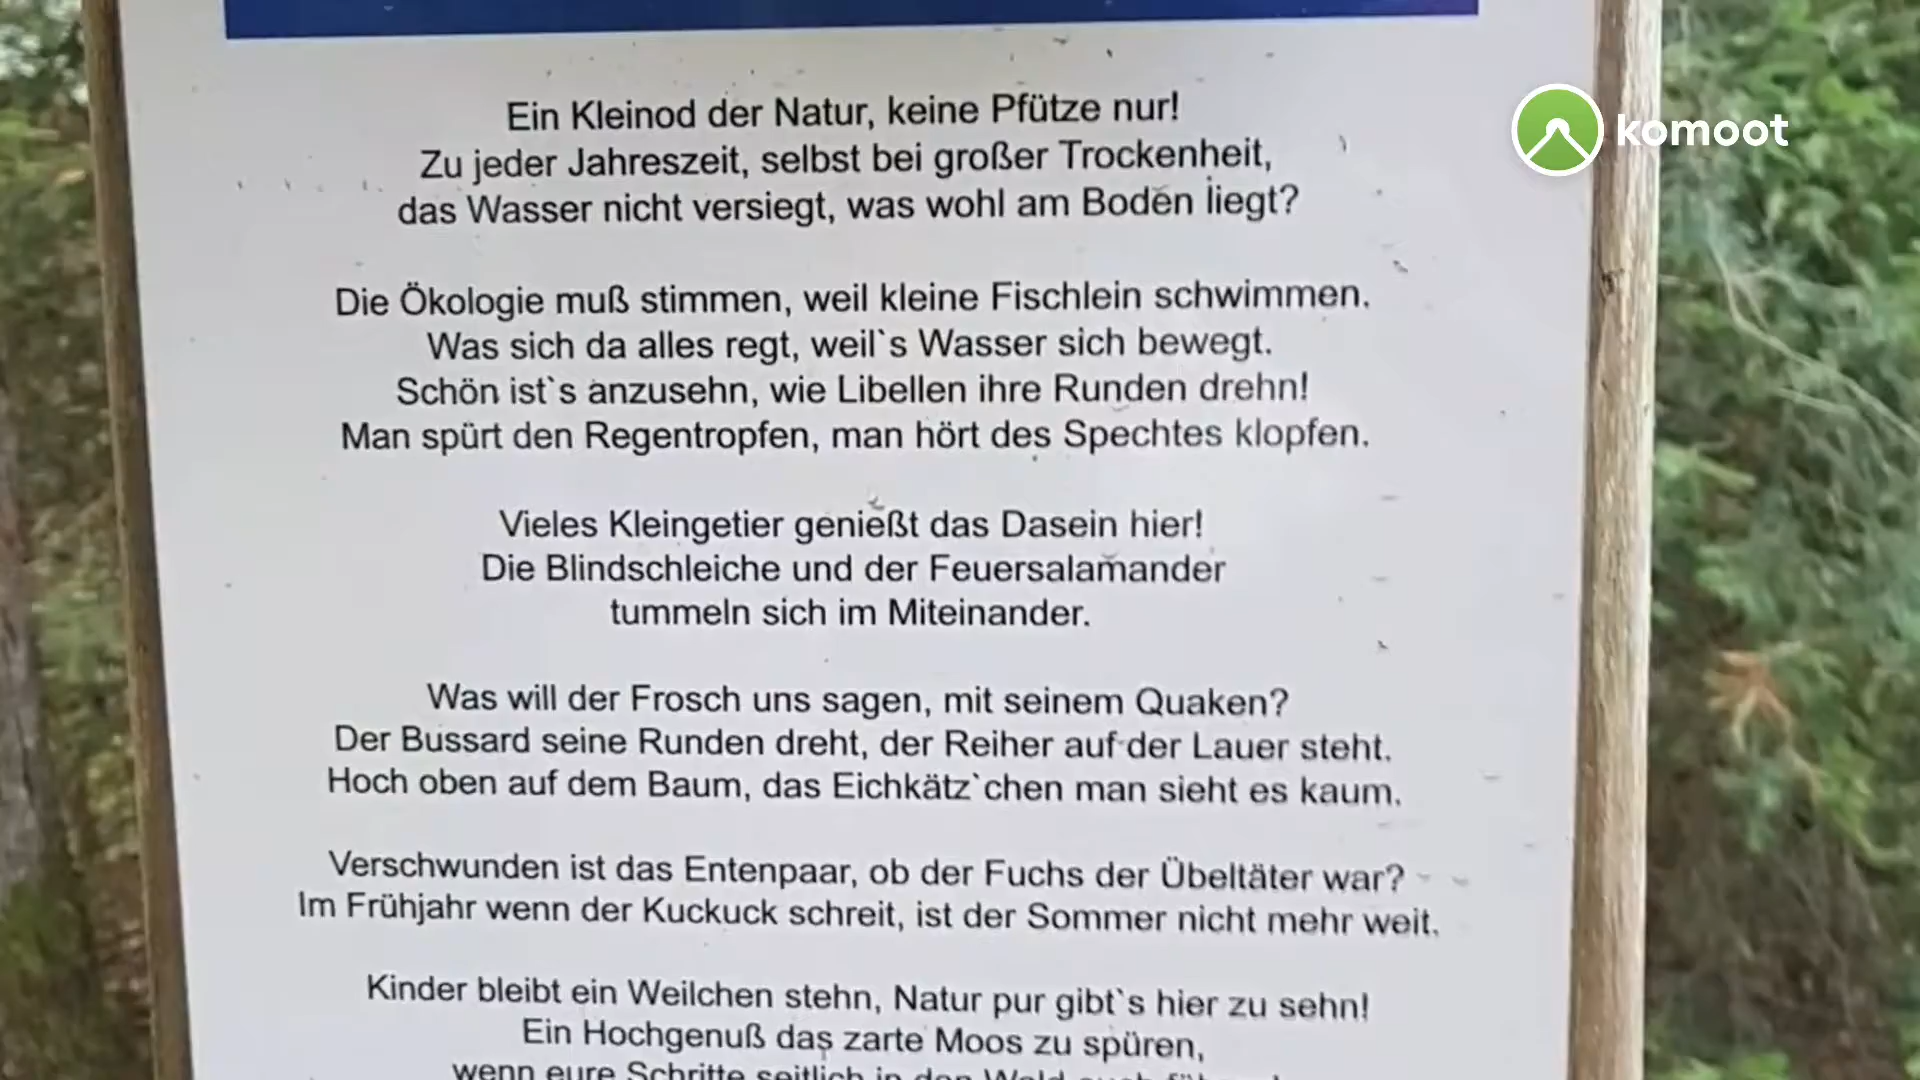 Ein Kleinod der Natur, keine Pfütze nur!
Zu jeder Jahreszeit, selbst bei großer Trockenheit,
das Wasser nicht versiegt, was wohl am Boden liegt?
Die Ökologie muß stimmen, weil kleine Fischlein schwimmen.
Was sich da alles regt, weil`s Wasser sich bewegt.
Schön ist`s anzusehn, wie Libellen ihre Runden drehn!
Man spürt den Regentropfen, man hört des Spechtes klopfen.
Vieles Kleingetier genießt das Dasein hier!
Die Blindschleiche und der Feuersalamander
tummeln sich im Miteinander.
Was will der Frosch uns sagen, mit seinem Quaken?
Der Bussard seine Runden dreht, der Reiher auf der Lauer steht.
Hoch oben auf dem Baum, das Eichkätz`chen man sieht es kaum.
Verschwunden ist das Entenpaar, ob der Fuchs der Übeltäter war?
Im Frühjahr wenn der Kuckuck schreit, ist der Sommer nicht mehr weit.
Kinder bleibt ein Weilchen stehn, Natur pur gibt`s hier zu sehn!
Ein Hochgenuß das zarte Moos zu spüren,
wenn eure Schritte seitlich in den Wald
komoot